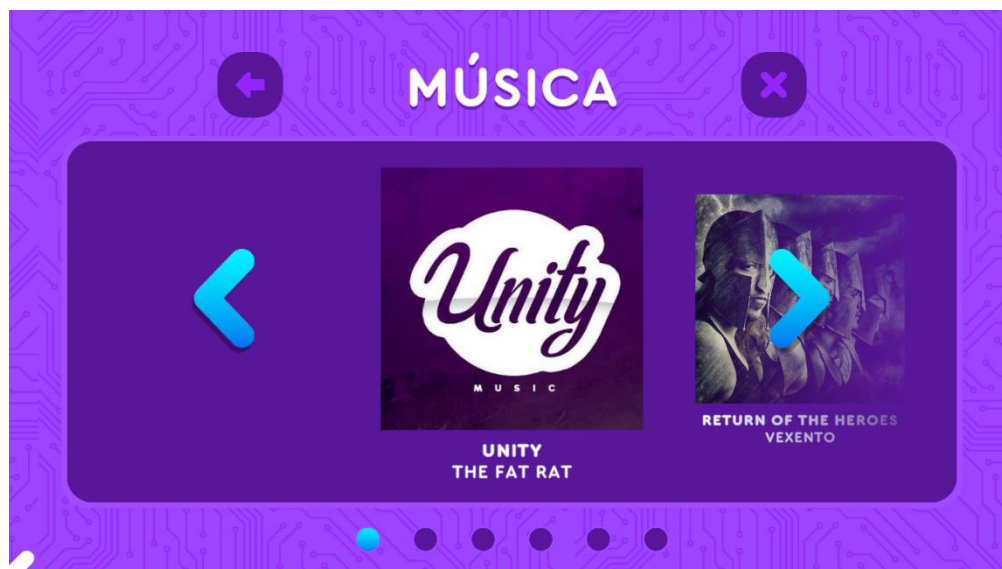 MÚSICA
Unity
MUSIC
UNITY
THE FAT RAT
RETURN OF THE HEROES
VEXENTO